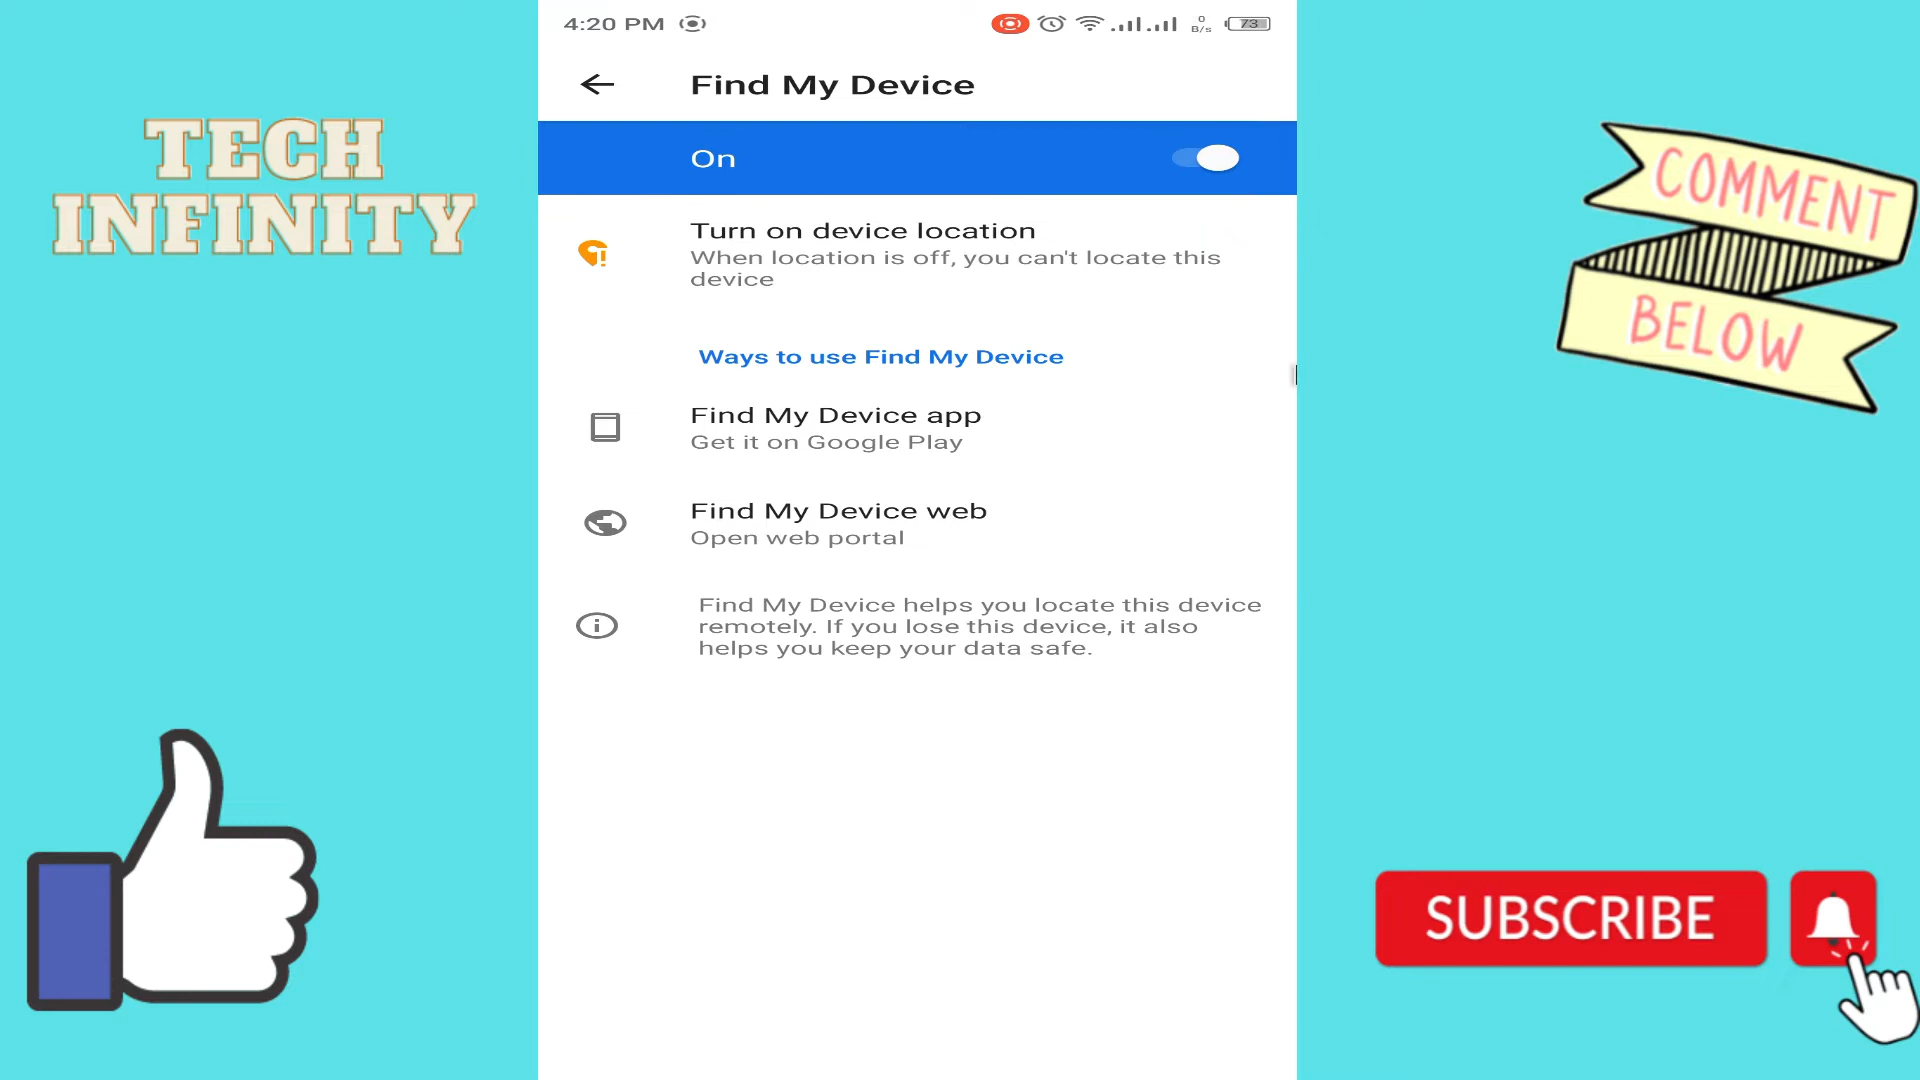 4:20 PM
0
B/s
73
Find My Device
On
Turn on device location
When location is off, you can't locate this
device
Ways to use Find My Device
Find My Device app
Get it on Google Play
Find My Device web
Open web portal
Find My Device helps you locate this device
remotely. If you lose this device, it also
helps you keep your data safe.
TECH
INFINITY
COMMENT
BELOW
SUBSCRIBE